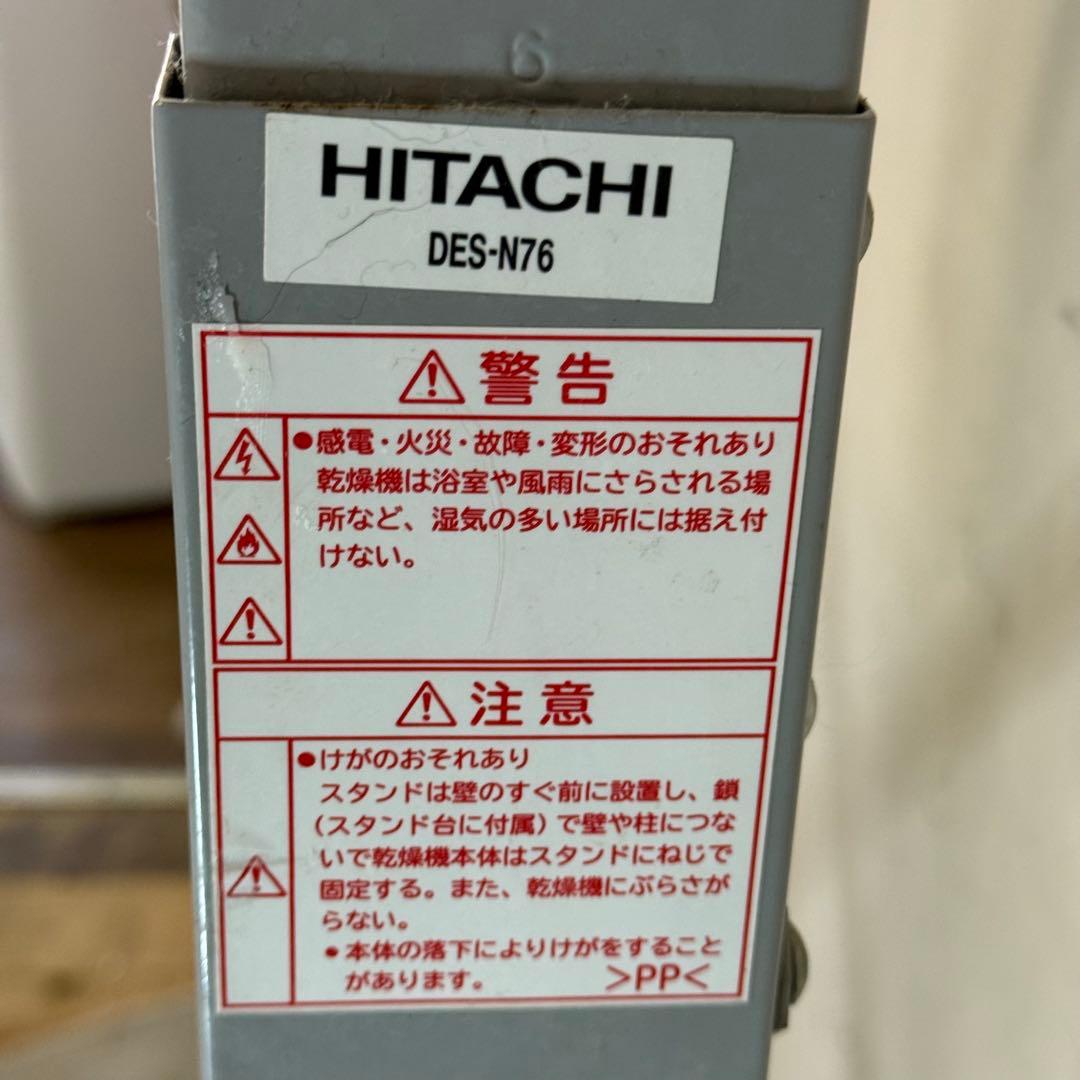 6
HITACHI
DES-N76
警告
●感電・火災・故障・変形のおそれあり
乾燥機は浴室や風雨にさらされる場
所など、湿気の多い場所には据え付
けない。
注意
●けがのおそれあり
スタンドは壁のすぐ前に設置し、鎖
(スタンド台に付属)で壁や柱につな
いで乾燥機本体はスタンドにねじで
固定する。また、乾燥機にぶらさが
らない。
●本体の落下によりけがをすること
があります。
>PP<